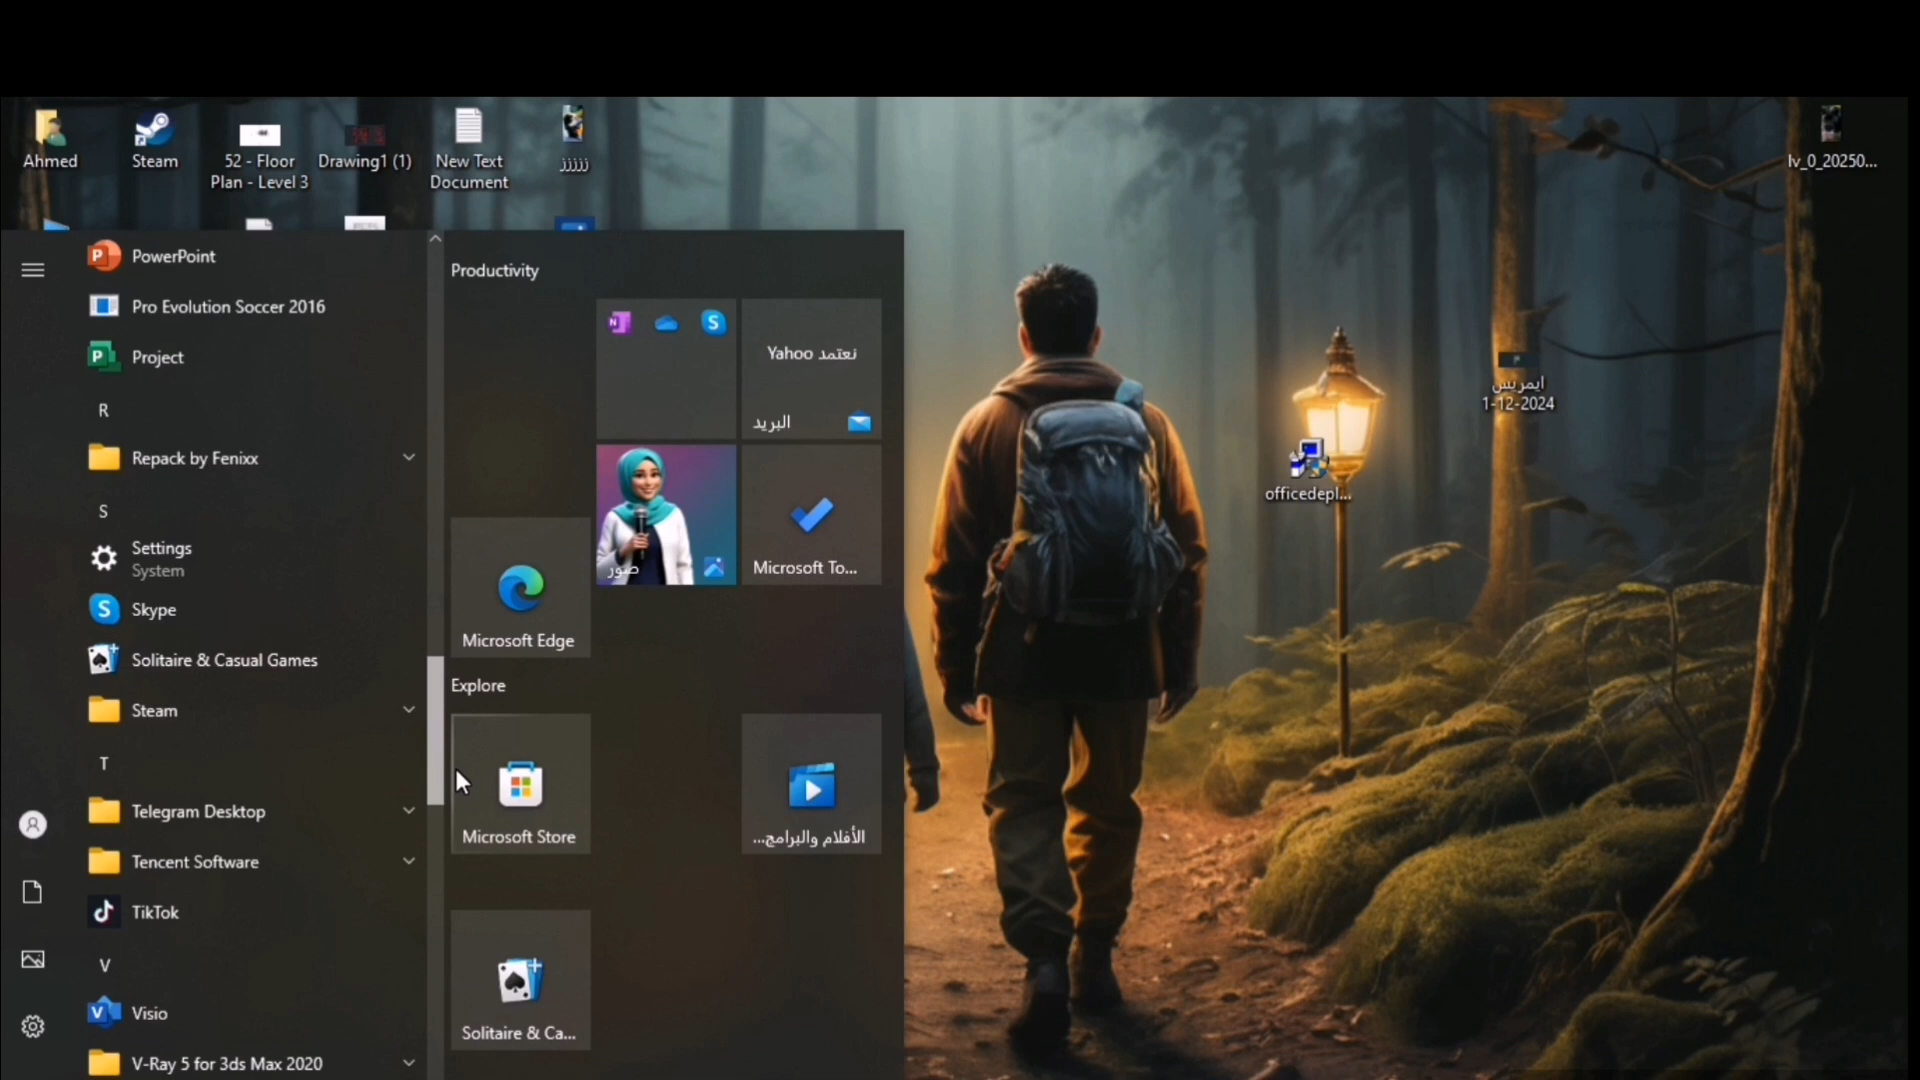 Ahmed
Steam
52 - Floor
Plan - Level 3
Drawing1 (1)
New Text
Document
ززززز
lv_0_20250...
PowerPoint
Pro Evolution Soccer 2016
Project
R
Repack by Fenixx
S
Settings
System
Skype
Solitaire & Casual Games
Steam
T
Telegram Desktop
Tencent Software
TikTok
V
Visio
V-Ray 5 for 3ds Max 2020
Productivity
نعتمد Yahoo
البريد
صور
Microsoft To...
Microsoft Edge
Explore
Microsoft Store
الأفلام والبرامج...
Solitaire & Ca...
ايمريس
1-12-2024
officedepl...